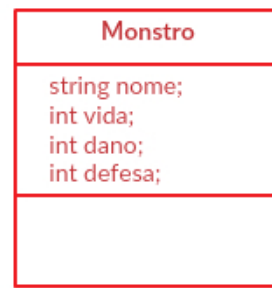 Monstro
string nome;
int vida;
int dano;
int defesa;